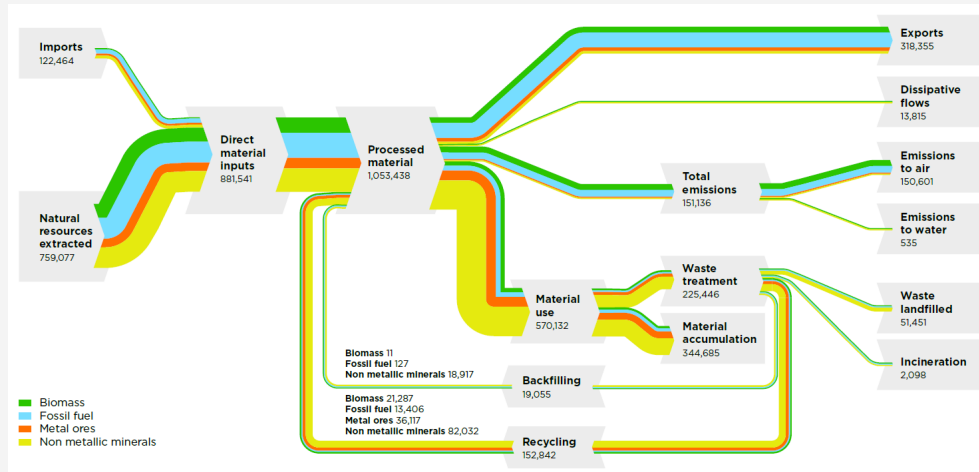 Imports
122,464
Natural
resources
extracted
759,077
Direct
material
inputs
881,541
Processed
material
1,053,438
Exports
318,355
Dissipative
flows
13,815
Total
emissions
151,136
Emissions
to air
150,601
Emissions
to water
535
Material
use
570,132
Waste
treatment
225,446
Material
accumulation
344,685
Waste
landfilled
51,451
Incineration
2,098
Biomass 11
Fossil fuel 127
Non metallic minerals 18,917
Backfilling
19,055
Biomass 21,287
Fossil fuel 13,406
Metal ores 36,117
Non metallic minerals 82,032
Recycling
152,842
Biomass
Fossil fuel
Metal ores
Non metallic minerals